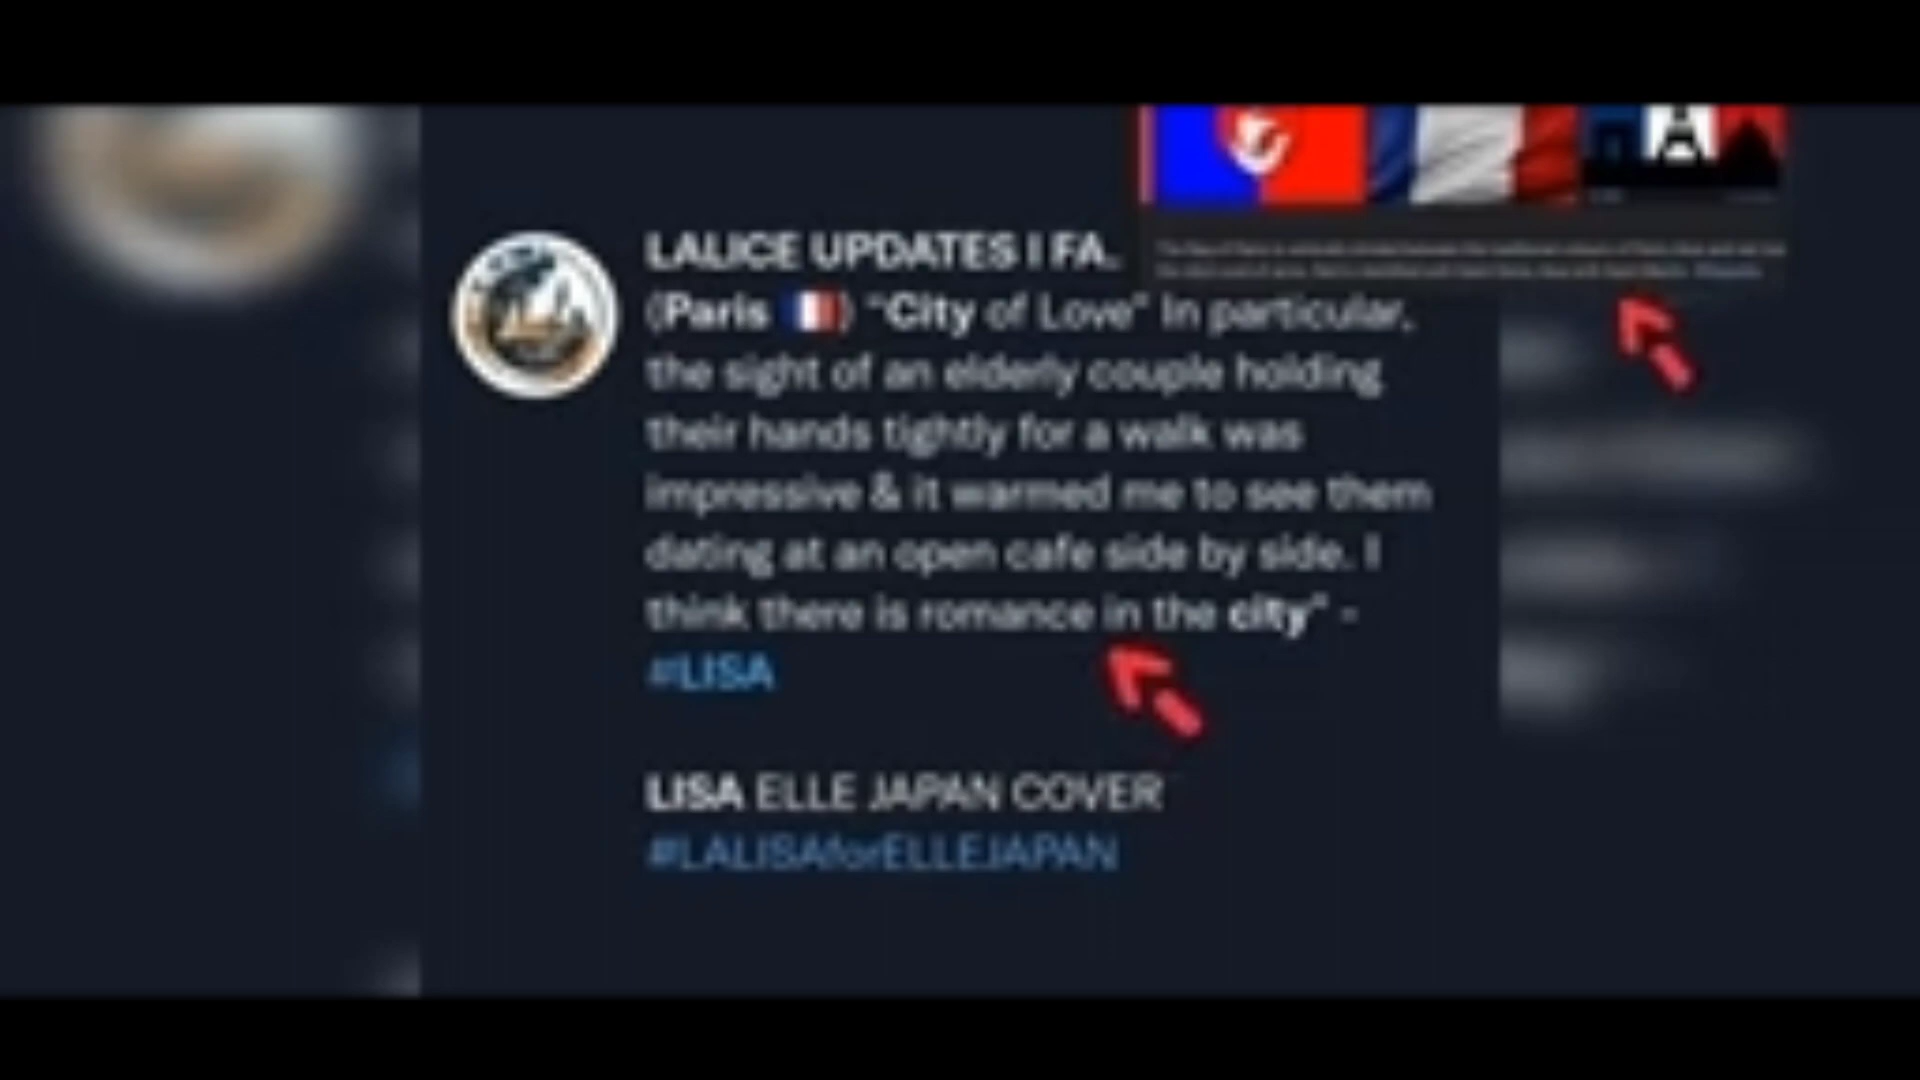 LALICE UPDATES I FA.
(Paris 🇫🇷) "City of Love" In particular,
the sight of an elderly couple holding
their hands tightly for a walk was
impressive & it warmed me to see them
dating at an open cafe side by side. I
think there is romance in the city" -
#LISA
LISA ELLE JAPAN COVER
#LALISAforELLEJAPAN